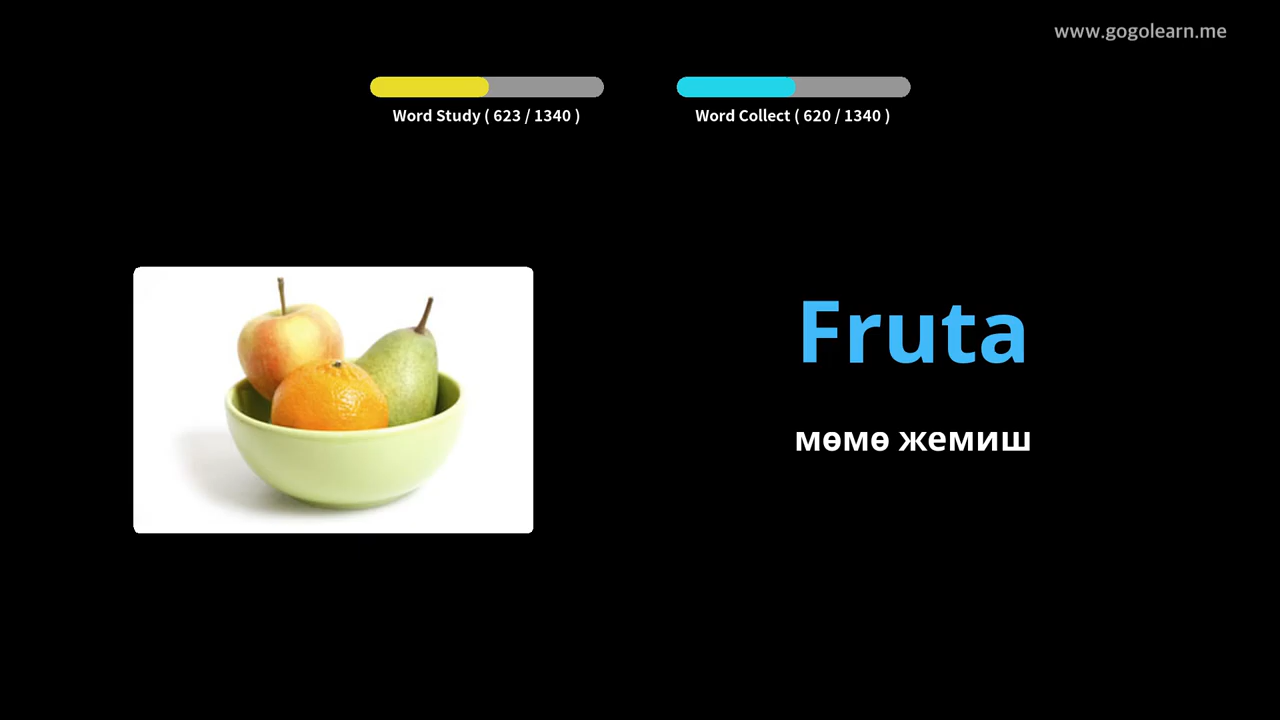 www.gogolearn.me
Word Study ( 623 / 1340 )
Word Collect ( 620 / 1340 )
Fruta
мөмө жемиш